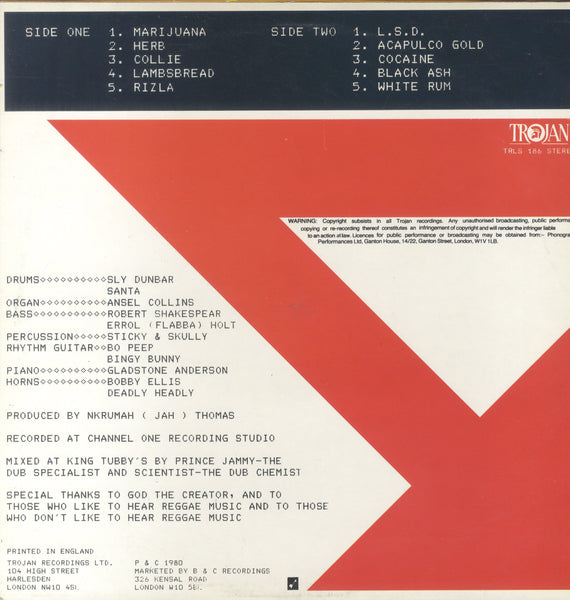 SIDE ONE 1. MARIJUANA
2. HERB
3. COLLIE
4. LAMBSBREAD
5. RIZLA
SIDE TWO 1. L.S.D.
2. ACAPULCO GOLD
3. COCAINE
4. BLACK ASH
5. WHITE RUM
TROJAN
TRLS 186 STERE
WARNING: Copyright subsists in all Trojan recordings. Any unauthorised broadcasting, public performa
copying or re-recording thereof constitutes an infringement of copyright and will render the infringer liable
to an action at law. Licences for public performance or broadcasting may be obtained from:- Phonogra
Performances Ltd, Ganton House, 14/22, Ganton Street, London, W1V 1LB.
DRUMS◇◇◇◇◇◇◇◇◇◇SLY DUNBAR
SANTA
ORGAN◇◇◇◇◇◇◇◇◇◇ANSEL COLLINS
BASS◇◇◇◇◇◇◇◇◇◇◇ROBERT SHAKESPEAR
ERROL (FLABBA) HOLT
PERCUSSION◇◇◇◇◇STICKY & SKULLY
RHYTHM GUITAR◇◇BO PEEP
BINGY BUNNY
PIANO◇◇◇◇◇◇◇◇◇◇GLADSTONE ANDERSON
HORNS◇◇◇◇◇◇◇◇◇◇BOBBY ELLIS
DEADLY HEADLY
PRODUCED BY NKRUMAH ( JAH ) THOMAS
RECORDED AT CHANNEL ONE RECORDING STUDIO
MIXED AT KING TUBBY'S BY PRINCE JAMMY-THE
DUB SPECIALIST AND SCIENTIST-THE DUB CHEMIST
SPECIAL THANKS TO GOD THE CREATOR, AND TO
THOSE WHO LIKE TO HEAR REGGAE MUSIC AND TO THOSE
WHO DON'T LIKE TO HEAR REGGAE MUSIC
PRINTED IN ENGLAND
TROJAN RECORDINGS LTD.
104 HIGH STREET
HARLESDEN
LONDON NW10 4SL
P & C 1980
MARKETED BY B & C RECORDINGS
326 KENSAL ROAD
LONDON W10 5BL